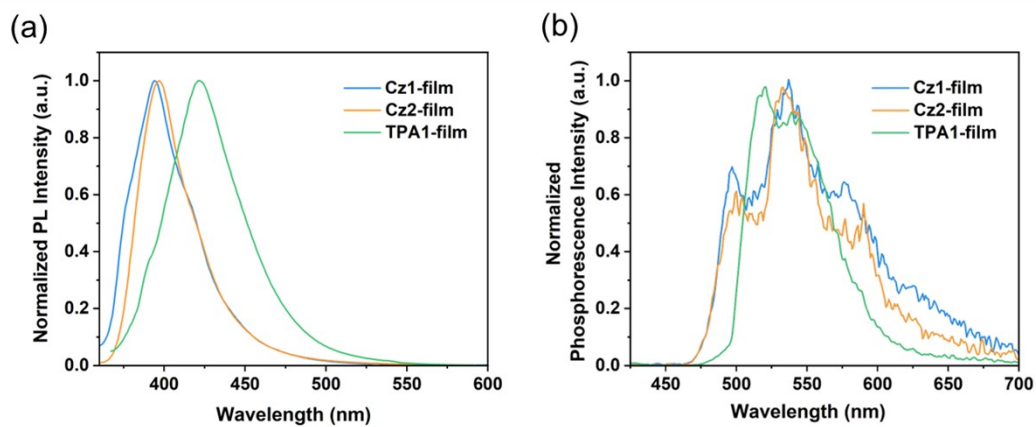 (a)
Normalized PL Intensity (a.u.)
1.0
0.8
0.6
0.4
0.2
0.0
Cz1-film
Cz2-film
TPA1-film
400
450
500
550
600
Wavelength (nm)
(b)
Normalized
Phosphorescence Intensity (a.u.)
1.0
0.8
0.6
0.4
0.2
0.0
Cz1-film
Cz2-film
TPA1-film
450
500
550
600
650
700
Wavelength (nm)